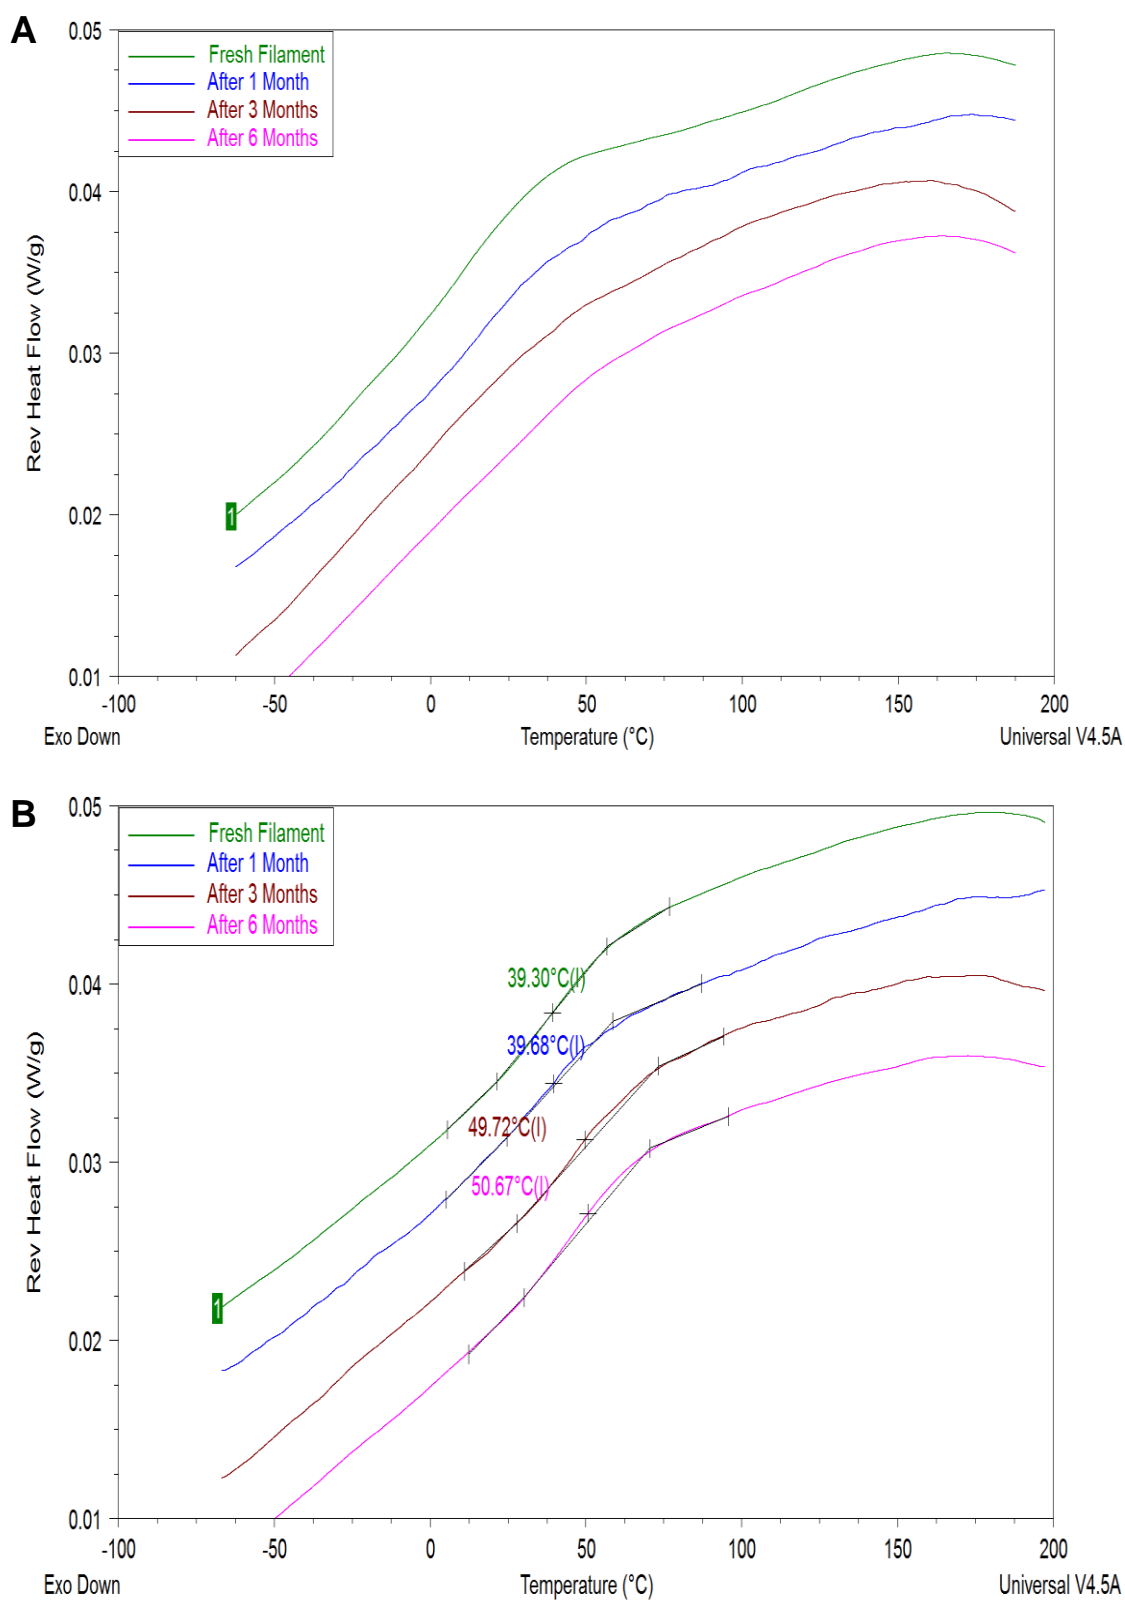 A
0.05
Fresh Filament
After 1 Month
After 3 Months
After 6 Months
0.04
Rev Heat Flow (W/g)
0.03
1
0.02
0.01
-100 -50 0 50 100 150 200
Exo Down Temperature (°C) Universal V4.5A
B
0.05
Fresh Filament
After 1 Month
After 3 Months
After 6 Months
39.30°C(I)
0.04
39.68°C(I)
Rev Heat Flow (W/g)
49.72°C(I)
0.03
50.67°C(I)
1
0.02
0.01
-100 -50 0 50 100 150 200
Exo Down Temperature (°C) Universal V4.5A